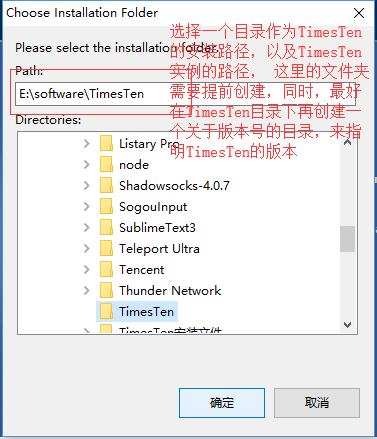 Choose Installation Folder
选择一个目录作为TimesTen
的安装路径，以及TimesTen
实例的路径， 这里的文件夹
需要提前创建，同时，最好
在TimesTen目录下再创建一
个关于版本号的目录，来指
明TimesTen的版本
Please select the installation folder.
Path:
E:\software\TimesTen
Directories:
Listary Pro
node
Shadowsocks-4.0.7
SogouInput
SublimeText3
Teleport Ultra
Tencent
Thunder Network
TimesTen
TimesTen安装文件
确定
取消